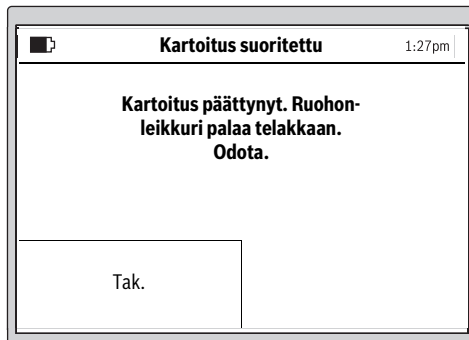 Kartoitus suoritettu 1:27pm
Kartoitus päättynyt. Ruohon-
leikkuri palaa telakkaan.
Odota.
Tak.